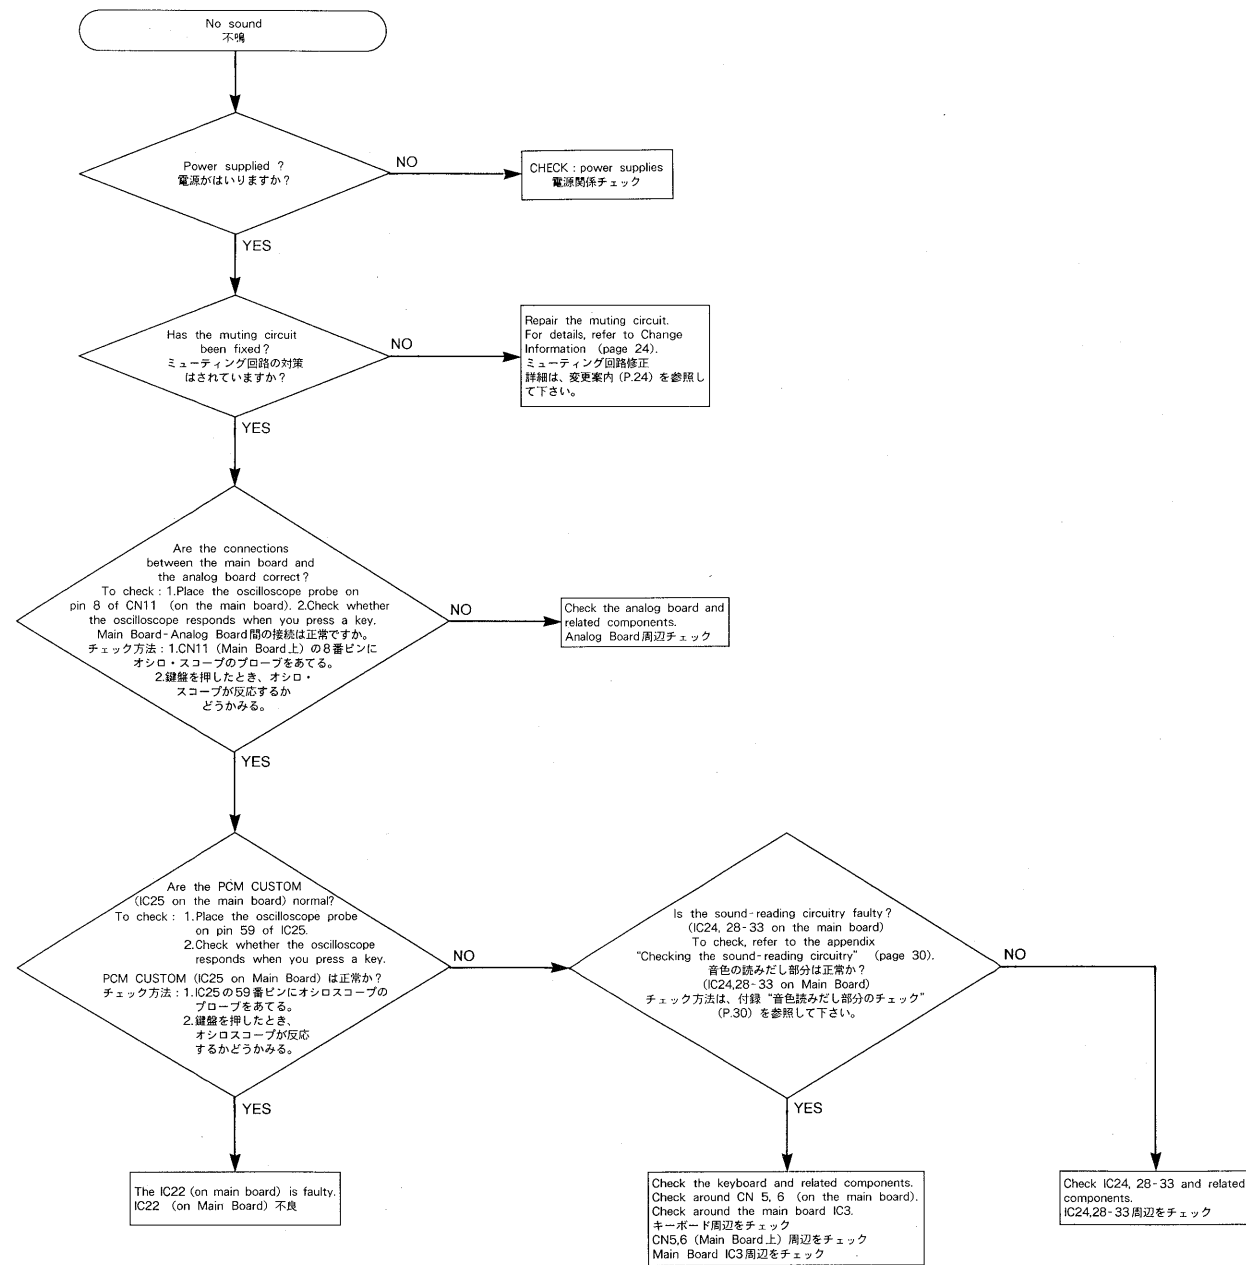 No sound
不鳴
Power supplied ?
電源がはいりますか?
NO
CHECK : power supplies
電源関係チェック
YES
Has the muting circuit
been fixed?
ミューティング回路の対策
はされていますか?
NO
Repair the muting circuit.
For details, refer to Change
Information (page 24).
ミューティング回路修正
詳細は、変更案内 (P.24) を参照し
て下さい。
YES
Are the connections
between the main board and
the analog board correct?
To check : 1.Place the oscilloscope probe on
pin 8 of CN11 (on the main board). 2.Check whether
the oscilloscope responds when you press a key.
Main Board-Analog Board間の接続は正常ですか。
チェック方法 : 1.CN11 (Main Board上) の8番ピンに
オシロ・スコープのプローブをあてる。
2.鍵盤を押したとき、オシロ・
スコープが反応するか
どうかみる。
NO
Check the analog board and
related components.
Analog Board周辺チェック
YES
Are the PCM CUSTOM
(IC25 on the main board) normal?
To check : 1.Place the oscilloscope probe
on pin 59 of IC25.
2.Check whether the oscilloscope
responds when you press a key.
PCM CUSTOM (IC25 on Main Board) は正常か?
チェック方法 : 1.IC25の59番ピンにオシロスコープの
プローブをあてる。
2.鍵盤を押したとき、
オシロスコープが反応
するかどうかみる。
NO
Is the sound-reading circuitry faulty?
(IC24, 28-33 on the main board)
To check, refer to the appendix
"Checking the sound-reading circuitry" (page 30).
音色の読みだし部分は正常か?
(IC24,28-33 on Main Board)
チェック方法は、付録 "音色読みだし部分のチェック"
(P.30) を参照して下さい。
NO
YES
YES
The IC22 (on main board) is faulty.
IC22 (on Main Board) 不良
Check the keyboard and related components.
Check around CN 5, 6 (on the main board).
Check around the main board IC3.
キーボード周辺をチェック
CN5,6 (Main Board上) 周辺をチェック
Main Board IC3周辺をチェック
Check IC24, 28-33 and related
components.
IC24,28-33周辺をチェック